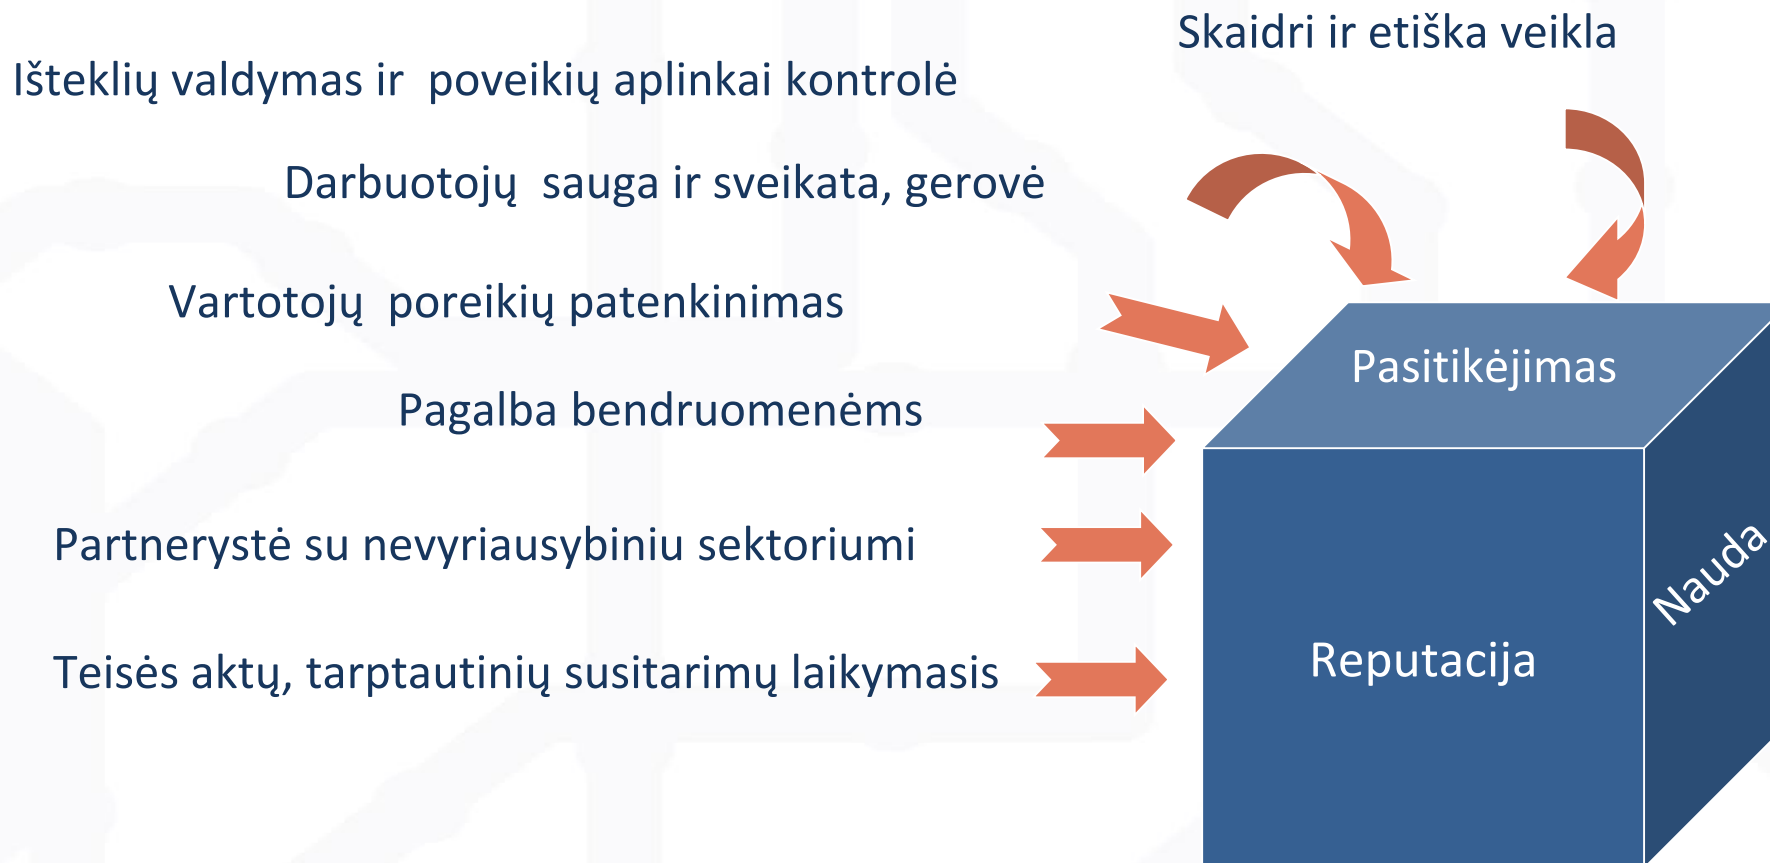 Skaidri ir etiška veikla
Išteklių valdymas ir poveikių aplinkai kontrolė
Darbuotojų sauga ir sveikata, gerovė
Vartotojų poreikių patenkinimas
Pasitikėjimas
Pagalba bendruomenėms
Partnerystė su nevyriausybiniu sektoriumi
Nauda
Teisės aktų, tarptautinių susitarimų laikymasis
Reputacija